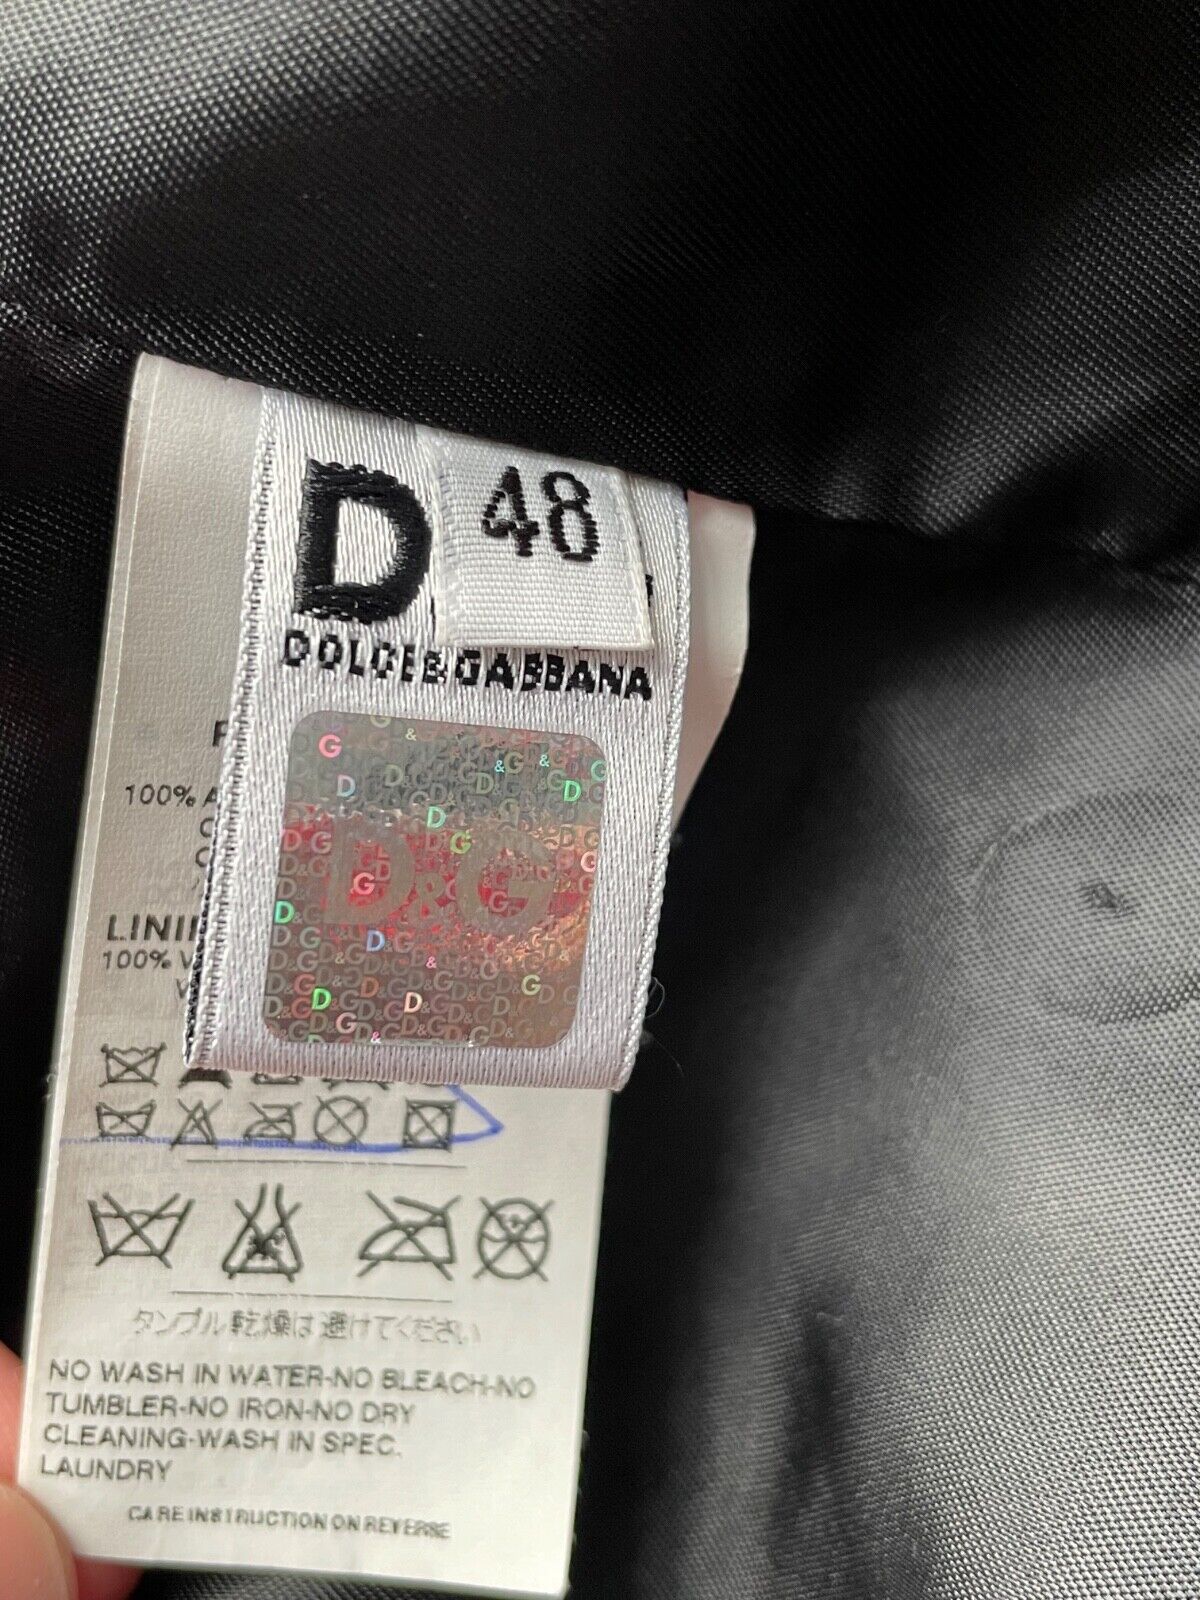 D
48
DOLCE&GABBANA
100% A
D&G
LINI
100% V
タンブル乾燥は避けてください
NO WASH IN WATER-NO BLEACH-NO
TUMBLER-NO IRON-NO DRY
CLEANING-WASH IN SPEC.
LAUNDRY
CARE INSTRUCTION ON REVERSE